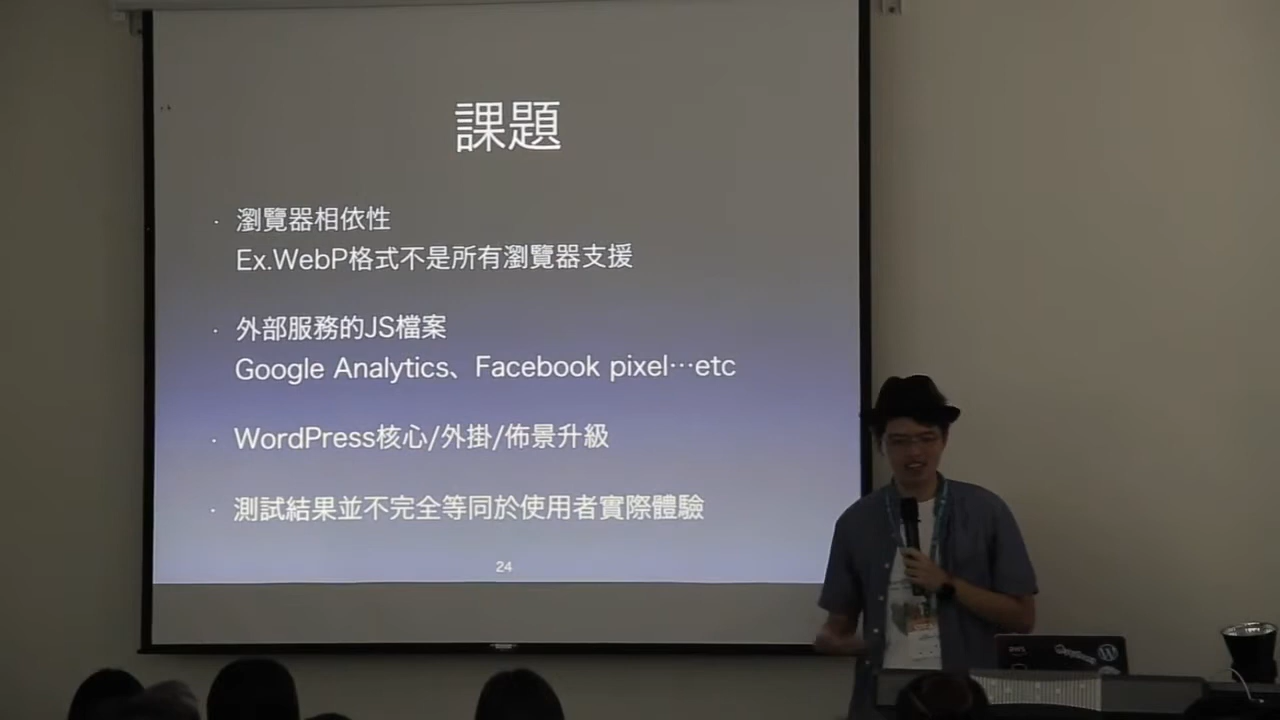 課題
· 瀏覽器相依性
Ex.WebP格式不是所有瀏覽器支援
· 外部服務的JS檔案
Google Analytics、Facebook pixel…etc
· WordPress核心/外掛/佈景升級
· 測試結果並不完全等同於使用者實際體驗
24